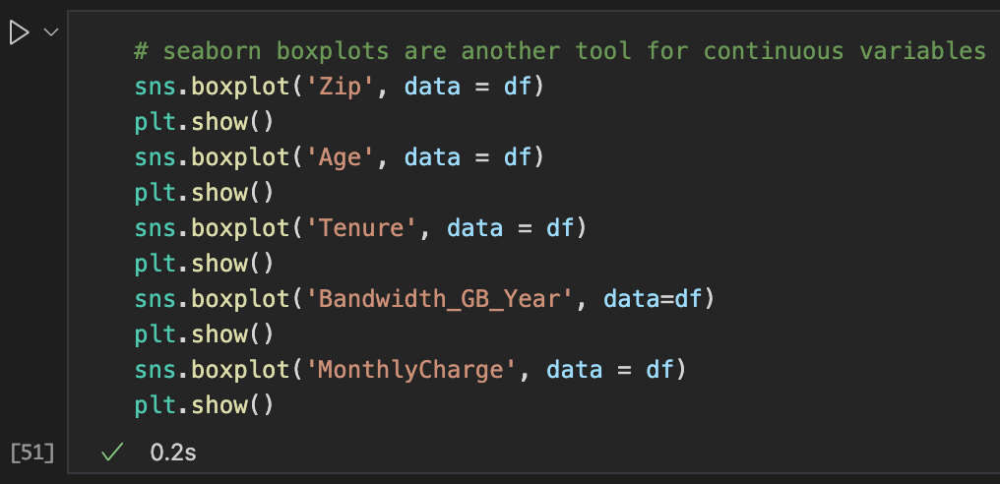 # seaborn boxplots are another tool for continuous variables
sns.boxplot('Zip', data = df)
plt.show()
sns.boxplot('Age', data = df)
plt.show()
sns.boxplot('Tenure', data = df)
plt.show()
sns.boxplot('Bandwidth_GB_Year', data=df)
plt.show()
sns.boxplot('MonthlyCharge', data = df)
plt.show()
[51] ✓ 0.2s